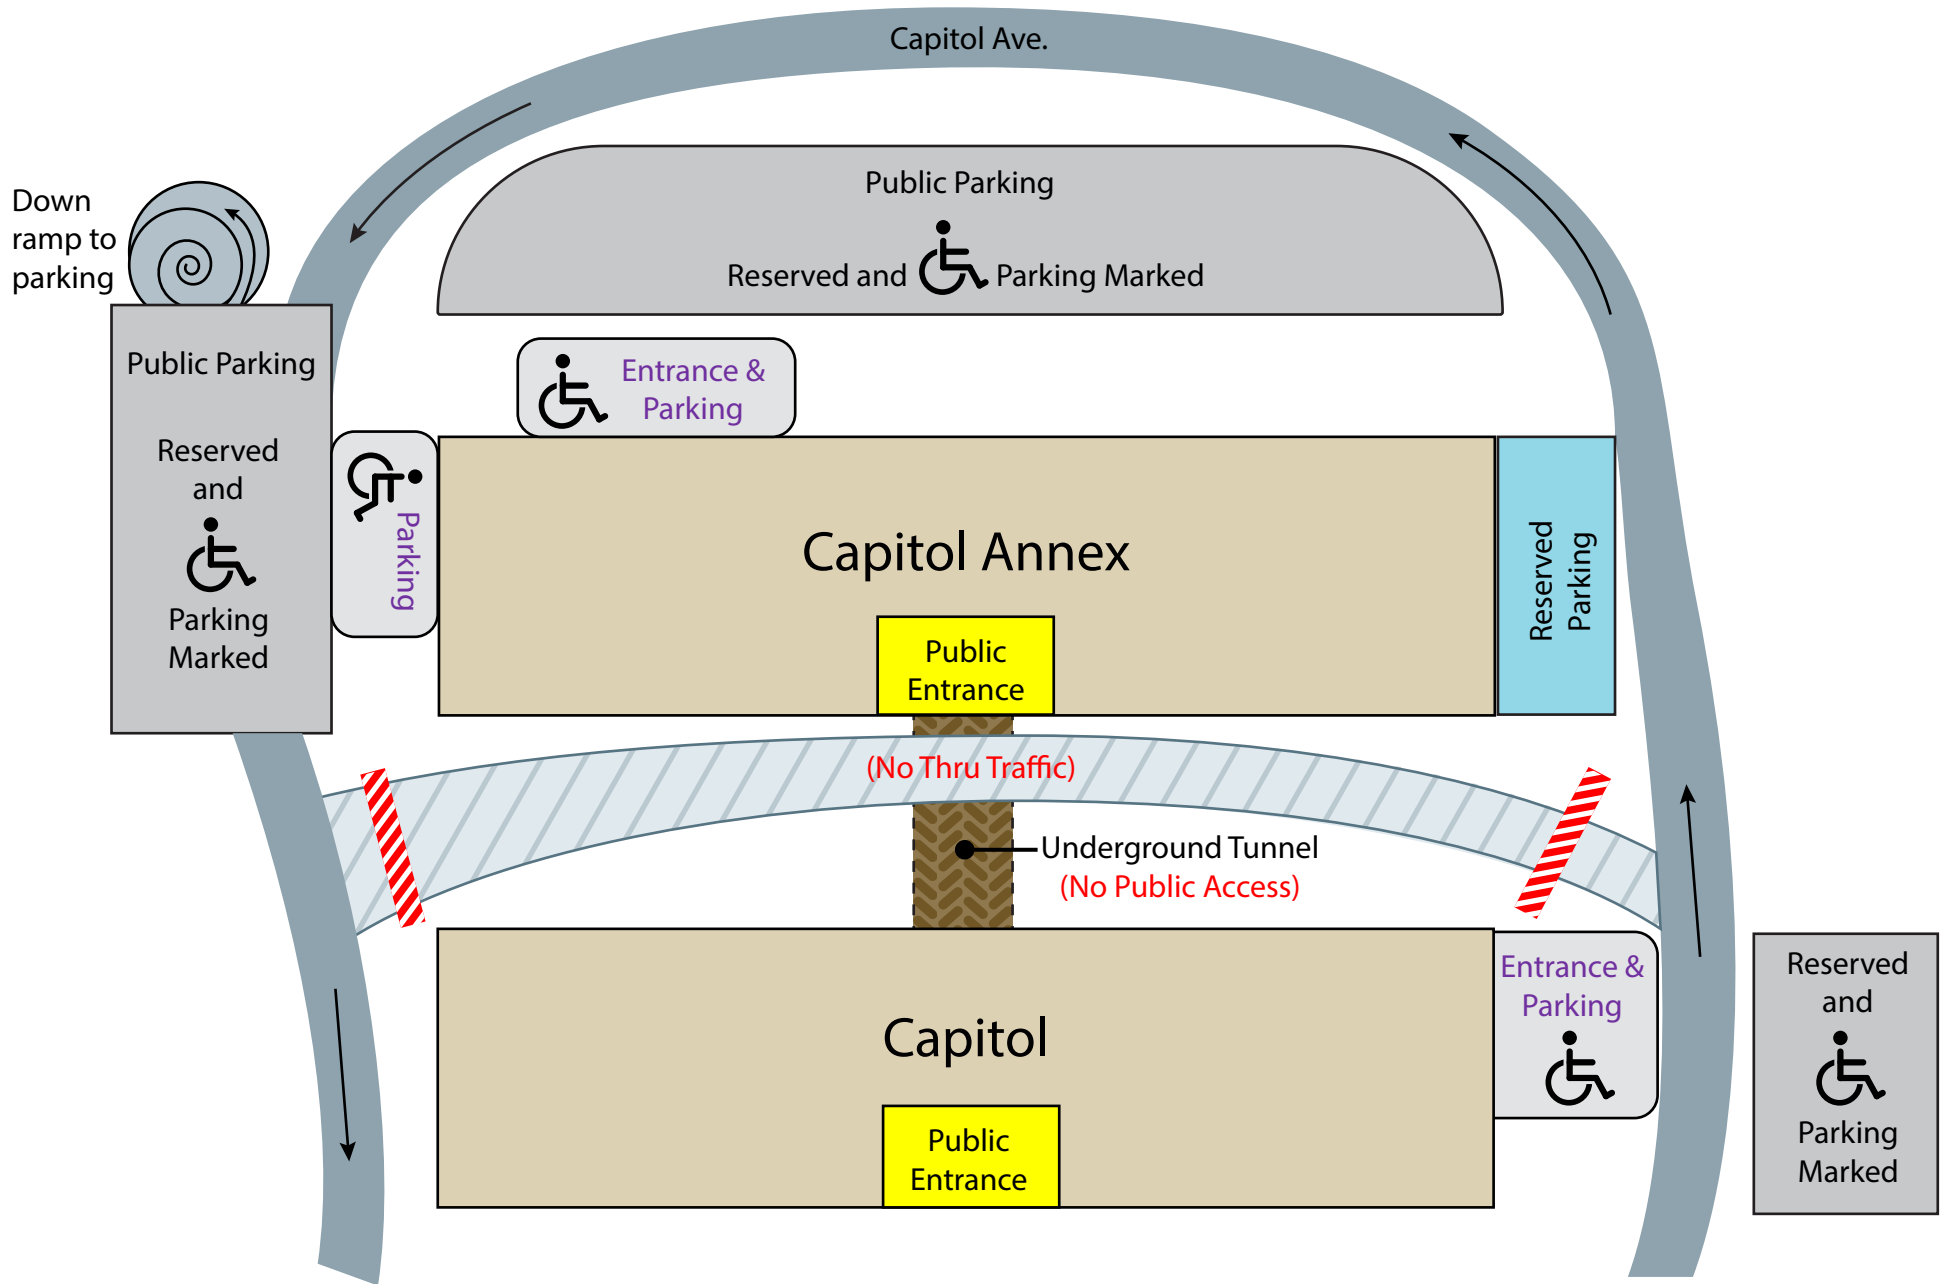 Capitol Ave.
Down
ramp to
parking
Public Parking
Reserved and Parking Marked
Public Parking
Reserved
and
Parking
Marked
Entrance &
Parking
Parking
Capitol Annex
Reserved
Parking
Public
Entrance
(No Thru Traffic)
Underground Tunnel
(No Public Access)
Capitol
Entrance &
Parking
Reserved
and
Parking
Marked
Public
Entrance